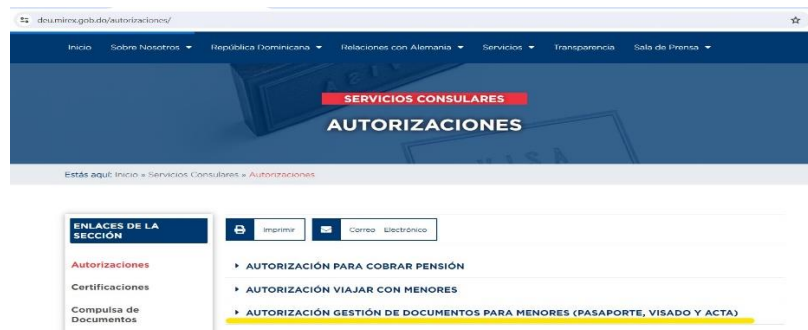 deu.mirex.gob.do/autorizaciones/
Inicio Sobre Nosotros República Dominicana Relaciones con Alemania Servicios Transparencia Sala de Prensa
SERVICIOS CONSULARES
AUTORIZACIONES
VISA
Estás aquí: Inicio » Servicios Consulares » Autorizaciones
ENLACES DE LA
SECCIÓN
Imprimir Correo Electrónico
Autorizaciones
AUTORIZACIÓN PARA COBRAR PENSIÓN
Certificaciones
AUTORIZACIÓN VIAJAR CON MENORES
Compulsa de
Documentos
AUTORIZACIÓN GESTIÓN DE DOCUMENTOS PARA MENORES (PASAPORTE, VISADO Y ACTA)